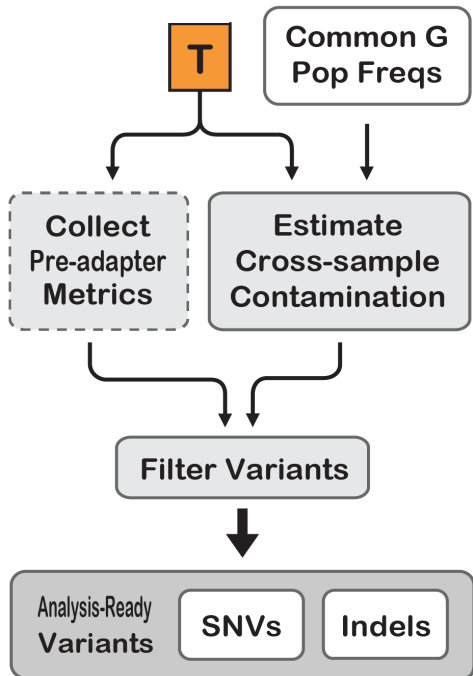 T
Common G
Pop Freqs
Collect
Pre-adapter
Metrics
Estimate
Cross-sample
Contamination
Filter Variants
Analysis-Ready
Variants
SNVs
Indels